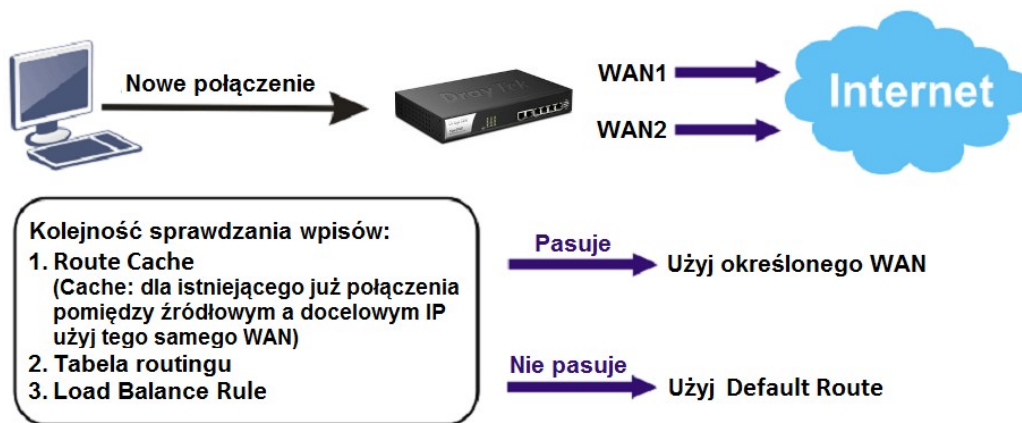 Nowe połączenie
DrayTek
WAN1
WAN2
Internet
Kolejność sprawdzania wpisów:
1. Route Cache
(Cache: dla istniejącego już połączenia
pomiędzy źródłowym a docelowym IP
użyj tego samego WAN)
2. Tabela routingu
3. Load Balance Rule
Pasuje
Użyj określonego WAN
Nie pasuje
Użyj Default Route